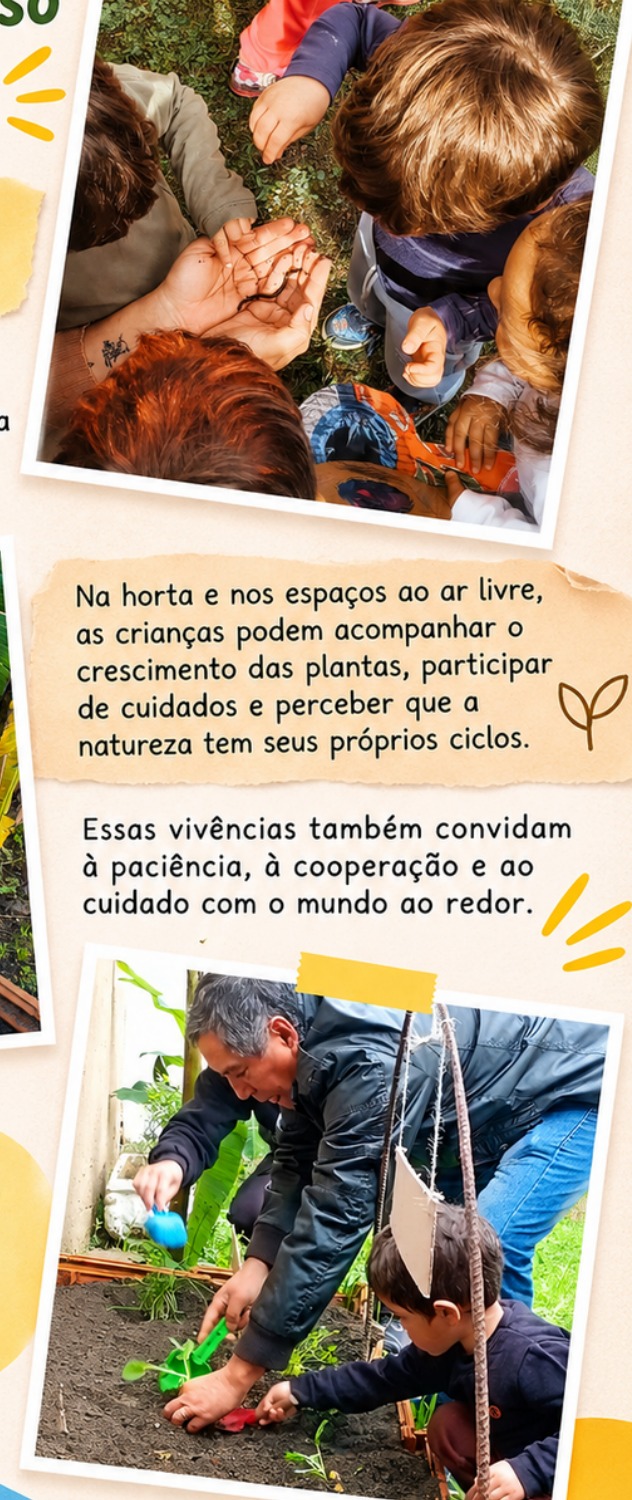 so
a
Na horta e nos espaços ao ar livre,
as crianças podem acompanhar o
crescimento das plantas, participar
de cuidados e perceber que a
natureza tem seus próprios ciclos.
Essas vivências também convidam
à paciência, à cooperação e ao
cuidado com o mundo ao redor.